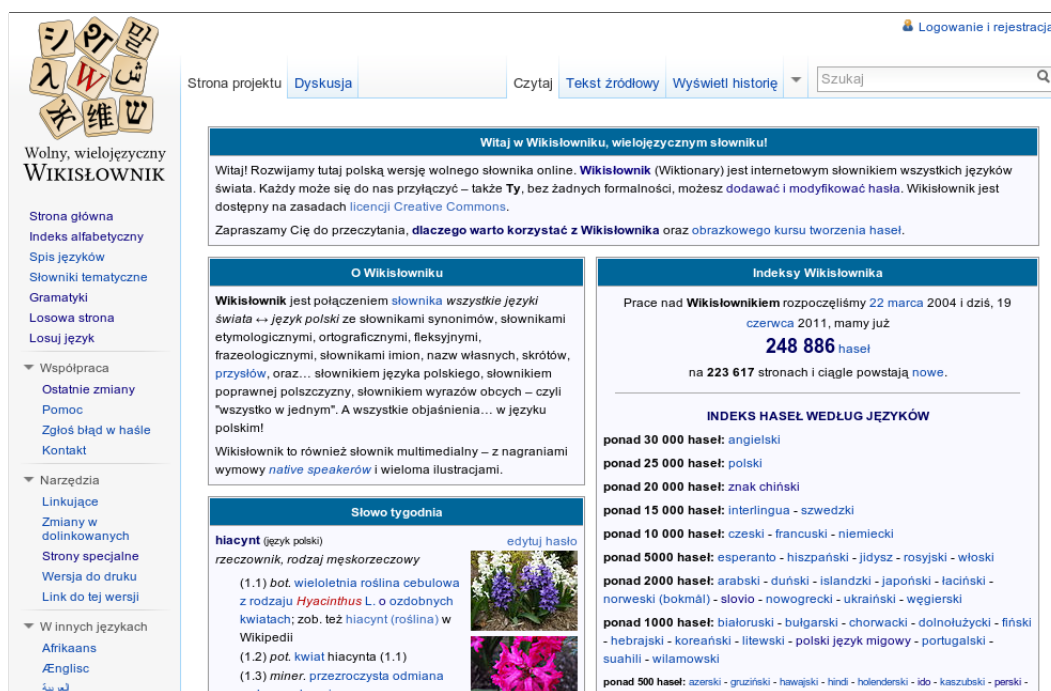 Logowanie i rejestracja
Strona projektu
Dyskusja
Czytaj
Tekst źródłowy
Wyświetl historię
Szukaj
シ
말
λ
W
维
ש
Wolny, wielojęzyczny
WIKISŁOWNIK
Strona główna
Indeks alfabetyczny
Spis języków
Słowniki tematyczne
Gramatyki
Losowa strona
Losuj język
Współpraca
Ostatnie zmiany
Pomoc
Zgłoś błąd w haśle
Kontakt
Narzędzia
Linkujące
Zmiany w
dolinkowanych
Strony specjalne
Wersja do druku
Link do tej wersji
W innych językach
Afrikaans
Ænglisc
العربية
Witaj w Wikisłowniku, wielojęzycznym słowniku!
Witaj! Rozwijamy tutaj polską wersję wolnego słownika online. Wikisłownik (Wiktionary) jest internetowym słownikiem wszystkich języków
świata. Każdy może się do nas przyłączyć – także Ty, bez żadnych formalności, możesz dodawać i modyfikować hasła. Wikisłownik jest
dostępny na zasadach licencji Creative Commons.
Zapraszamy Cię do przeczytania, dlaczego warto korzystać z Wikisłownika oraz obrazkowego kursu tworzenia haseł.
O Wikisłowniku
Wikisłownik jest połączeniem słownika wszystkie języki
świata ↔ język polski ze słownikami synonimów, słownikami
etymologicznymi, ortograficznymi, fleksyjnymi,
frazeologicznymi, słownikami imion, nazw własnych, skrótów,
przysłów, oraz… słownikiem języka polskiego, słownikiem
poprawnej polszczyzny, słownikiem wyrazów obcych – czyli
"wszystko w jednym". A wszystkie objaśnienia… w języku
polskim!
Wikisłownik to również słownik multimedialny – z nagraniami
wymowy native speakerów i wieloma ilustracjami.
Słowo tygodnia
hiacynt (język polski)
edytuj hasło
rzeczownik, rodzaj męskorzeczowy
(1.1) bot. wieloletnia roślina cebulowa
z rodzaju Hyacinthus L. o ozdobnych
kwiatach; zob. też hiacynt (roślina) w
Wikipedii
(1.2) pot. kwiat hiacynta (1.1)
(1.3) miner. przezroczysta odmiana
Indeksy Wikisłownika
Prace nad Wikisłownikiem rozpoczęliśmy 22 marca 2004 i dziś, 19
czerwca 2011, mamy już
248 886 haseł
na 223 617 stronach i ciągle powstają nowe.
INDEKS HASEŁ WEDŁUG JĘZYKÓW
ponad 30 000 haseł: angielski
ponad 25 000 haseł: polski
ponad 20 000 haseł: znak chiński
ponad 15 000 haseł: interlingua - szwedzki
ponad 10 000 haseł: czeski - francuski - niemiecki
ponad 5000 haseł: esperanto - hiszpański - jidysz - rosyjski - włoski
ponad 2000 haseł: arabski - duński - islandzki - japoński - łaciński -
norweski (bokmål) - slovio - nowogrecki - ukraiński - węgierski
ponad 1000 haseł: białoruski - bułgarski - chorwacki - dolnołużycki - fiński
- hebrajski - koreański - litewski - polski język migowy - portugalski -
suahili - wilamowski
ponad 500 haseł: azerski - gruziński - hawajski - hindi - holenderski - ido - kaszubski - perski -